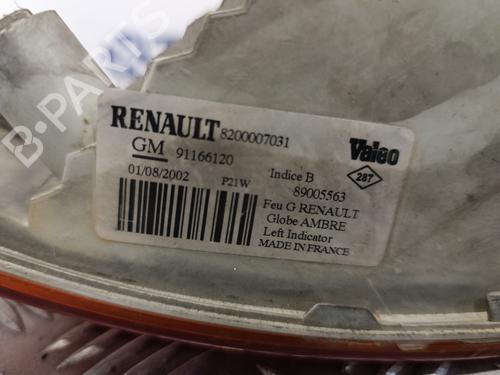 RENAULT 8200007031
GM 91166120
Valeo
01/08/2002 P21W
Indice B
89005563
287
Feu G RENAULT
Globe AMBRE
Left Indicator
MADE IN FRANCE
B-PARTS